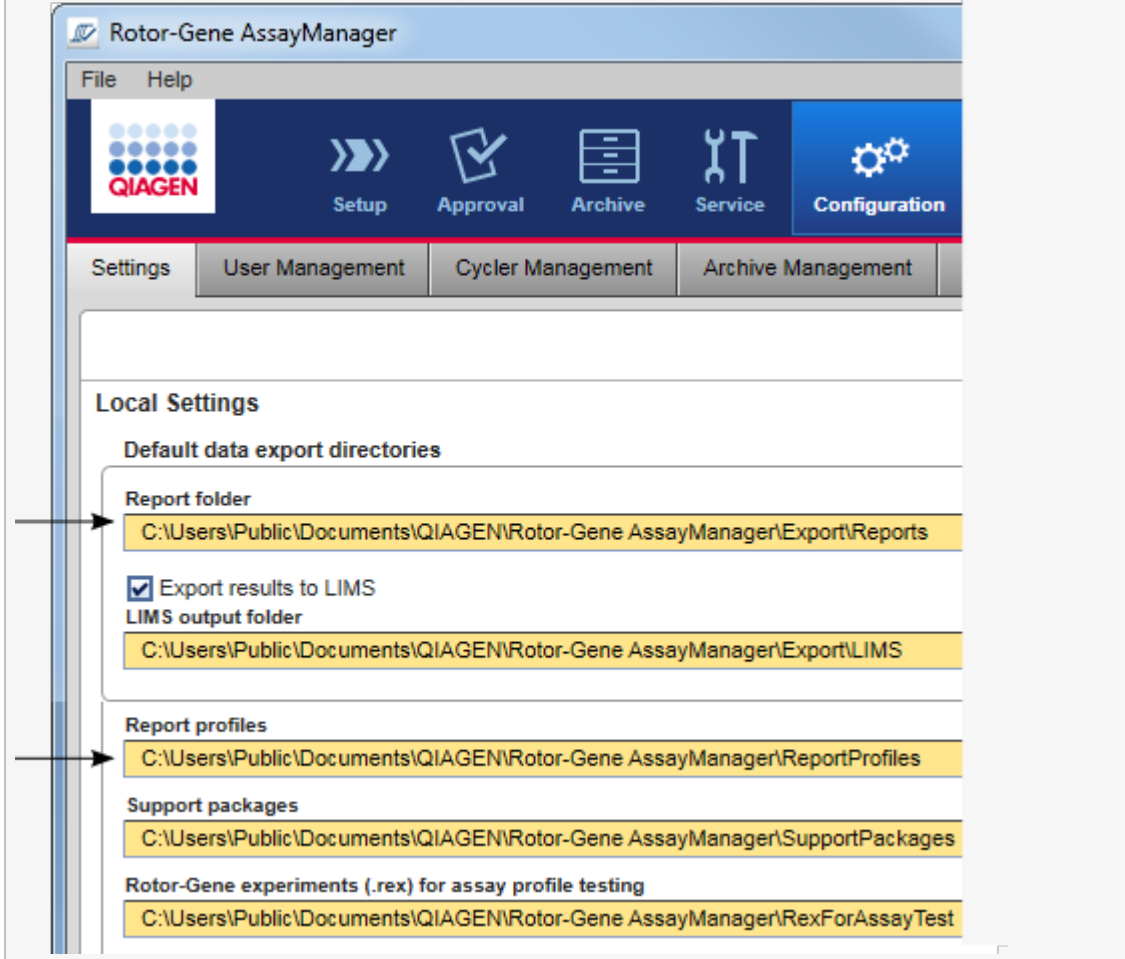 Rotor-Gene AssayManager
File Help
QIAGEN
Setup Approval Archive Service Configuration
Settings User Management Cycler Management Archive Management
Local Settings
Default data export directories
Report folder
C:\Users\Public\Documents\QIAGEN\Rotor-Gene AssayManager\Export\Reports
Export results to LIMS
LIMS output folder
C:\Users\Public\Documents\QIAGEN\Rotor-Gene AssayManager\Export\LIMS
Report profiles
C:\Users\Public\Documents\QIAGEN\Rotor-Gene AssayManager\ReportProfiles
Support packages
C:\Users\Public\Documents\QIAGEN\Rotor-Gene AssayManager\SupportPackages
Rotor-Gene experiments (.rex) for assay profile testing
C:\Users\Public\Documents\QIAGEN\Rotor-Gene AssayManager\RexForAssayTest